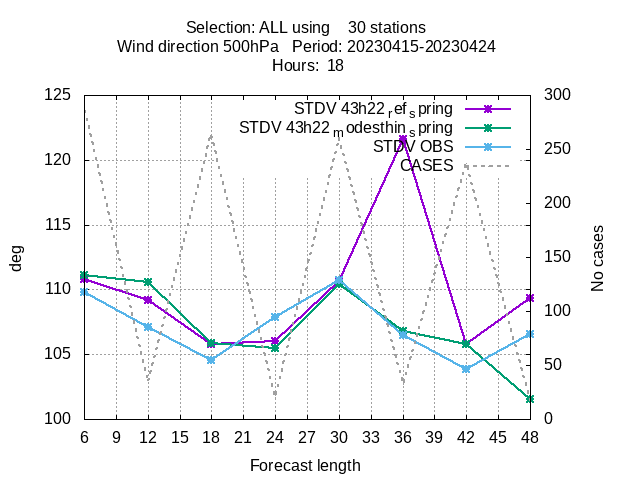 Selection: ALL using 30 stations
Wind direction 500hPa Period: 20230415-20230424
Hours: 18
125 300
STDV 43h22 ref spring
STDV 43h22 modesthin spring
STDV OBS
CASES
120 250
115 200
deg
110 150
No cases
105 100
50
100 0
6 9 12 15 18 21 24 27 30 33 36 39 42 45 48
Forecast length